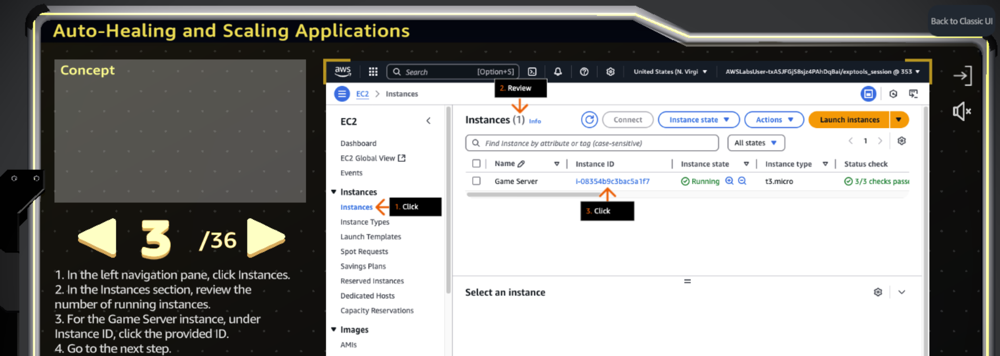 Back to Classic UI
Auto-Healing and Scaling Applications
Concept
3 /36
1. In the left navigation pane, click Instances.
2. In the Instances section, review the
number of running instances.
3. For the Game Server instance, under
Instance ID, click the provided ID.
4. Go to the next step.
aws Search [Option+S] United States (N. Virgi AWSLabsUser-txASJFGjS8sjz4PAhDqBai/exptools_session @ 353
2. Review
EC2 > Instances
EC2
Dashboard
EC2 Global View
Events
Instances
Instances
1. Click
Instance Types
Launch Templates
Spot Requests
Savings Plans
Reserved Instances
Dedicated Hosts
Capacity Reservations
Images
AMIs
Instances (1) Info Connect Instance state Actions Launch instances
Find Instance by attribute or tag (case-sensitive) All states 1
Name Instance ID Instance state Instance type Status check
Game Server i-08354b9c3bac5a1f7 Running t3.micro 3/3 checks passe
3. Click
Select an instance